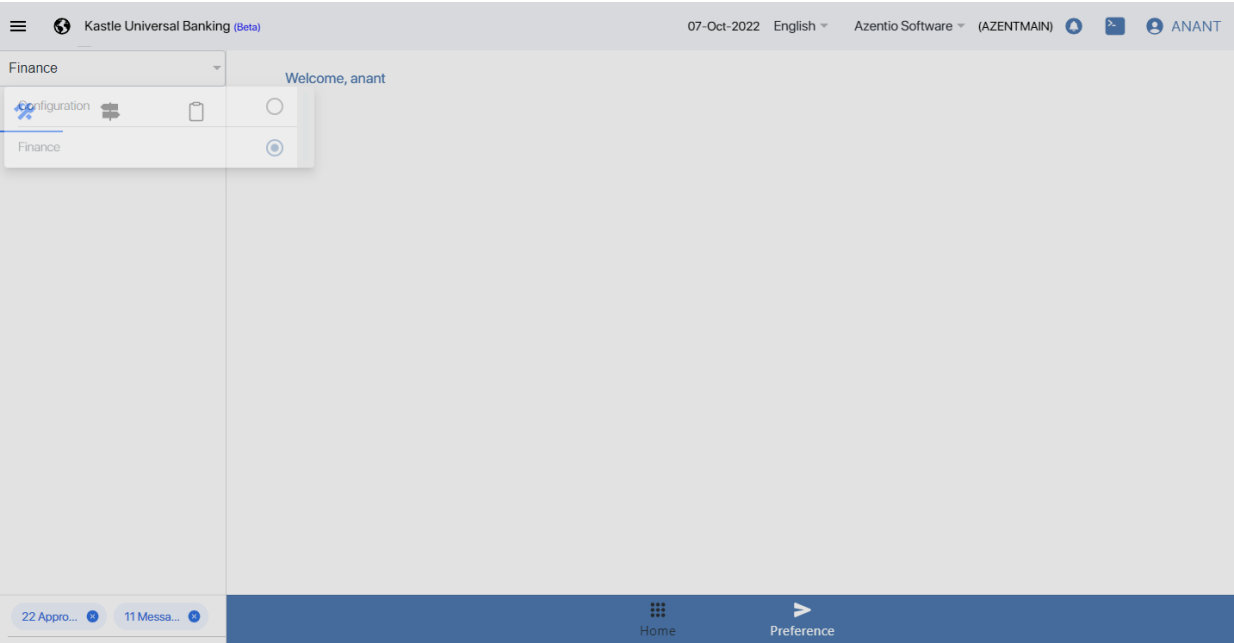 Kastle Universal Banking (Beta) 07-Oct-2022 English Azentio Software (AZENTMAIN) ANANT
Finance
Welcome, anant
Configuration
Finance
22 Appro... 11 Messa...
Home Preference